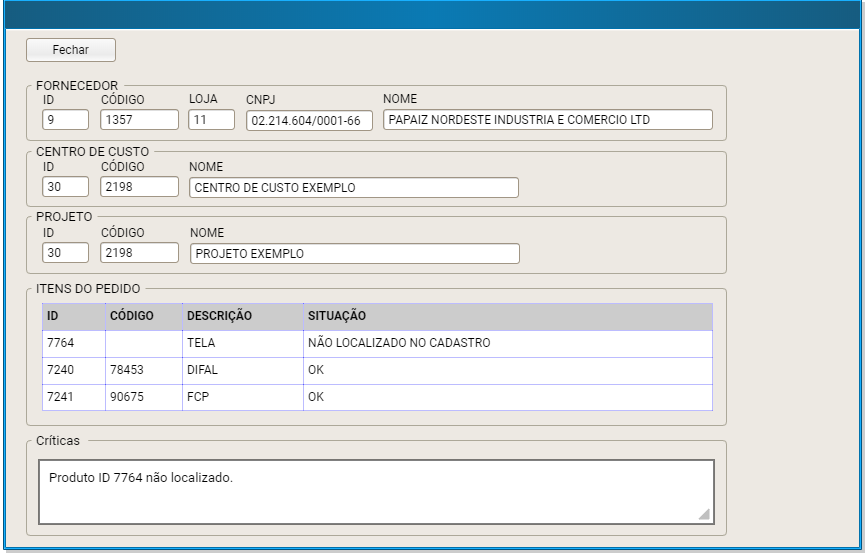 Fechar
FORNECEDOR
ID CÓDIGO LOJA CNPJ NOME
9 1357 11 02.214.604/0001-66 PAPAIZ NORDESTE INDUSTRIA E COMERCIO LTD
CENTRO DE CUSTO
ID CÓDIGO NOME
30 2198 CENTRO DE CUSTO EXEMPLO
PROJETO
ID CÓDIGO NOME
30 2198 PROJETO EXEMPLO
ITENS DO PEDIDO
ID CÓDIGO DESCRIÇÃO SITUAÇÃO
7764 TELA NÃO LOCALIZADO NO CADASTRO
7240 78453 DIFAL OK
7241 90675 FCP OK
Críticas
Produto ID 7764 não localizado.